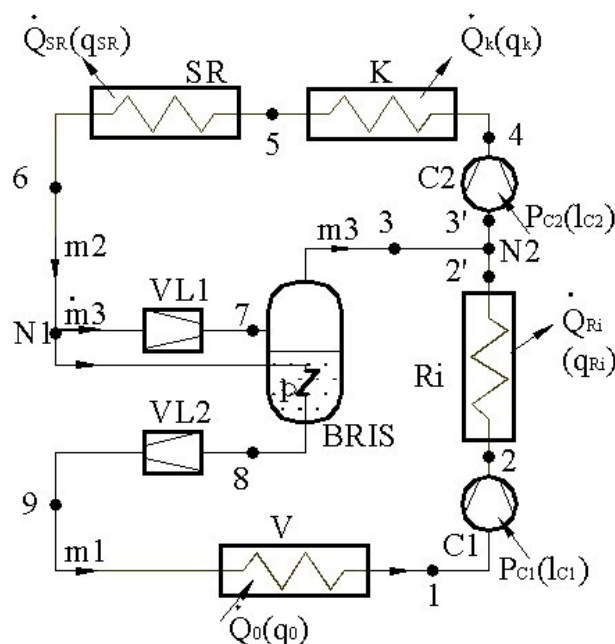 Q̇SR(qSR)
SR
Q̇k(qk)
K
5
4
6
C2
PC2(lC2)
3'
m2
m3
3
N2
2'
VL1
ṁ3
7
N1
Q̇Ri
(qRi)
Ri
p
VL2
BRIS
8
2
9
V
C1
m1
PC1(lC1)
1
Q̇0(q0)